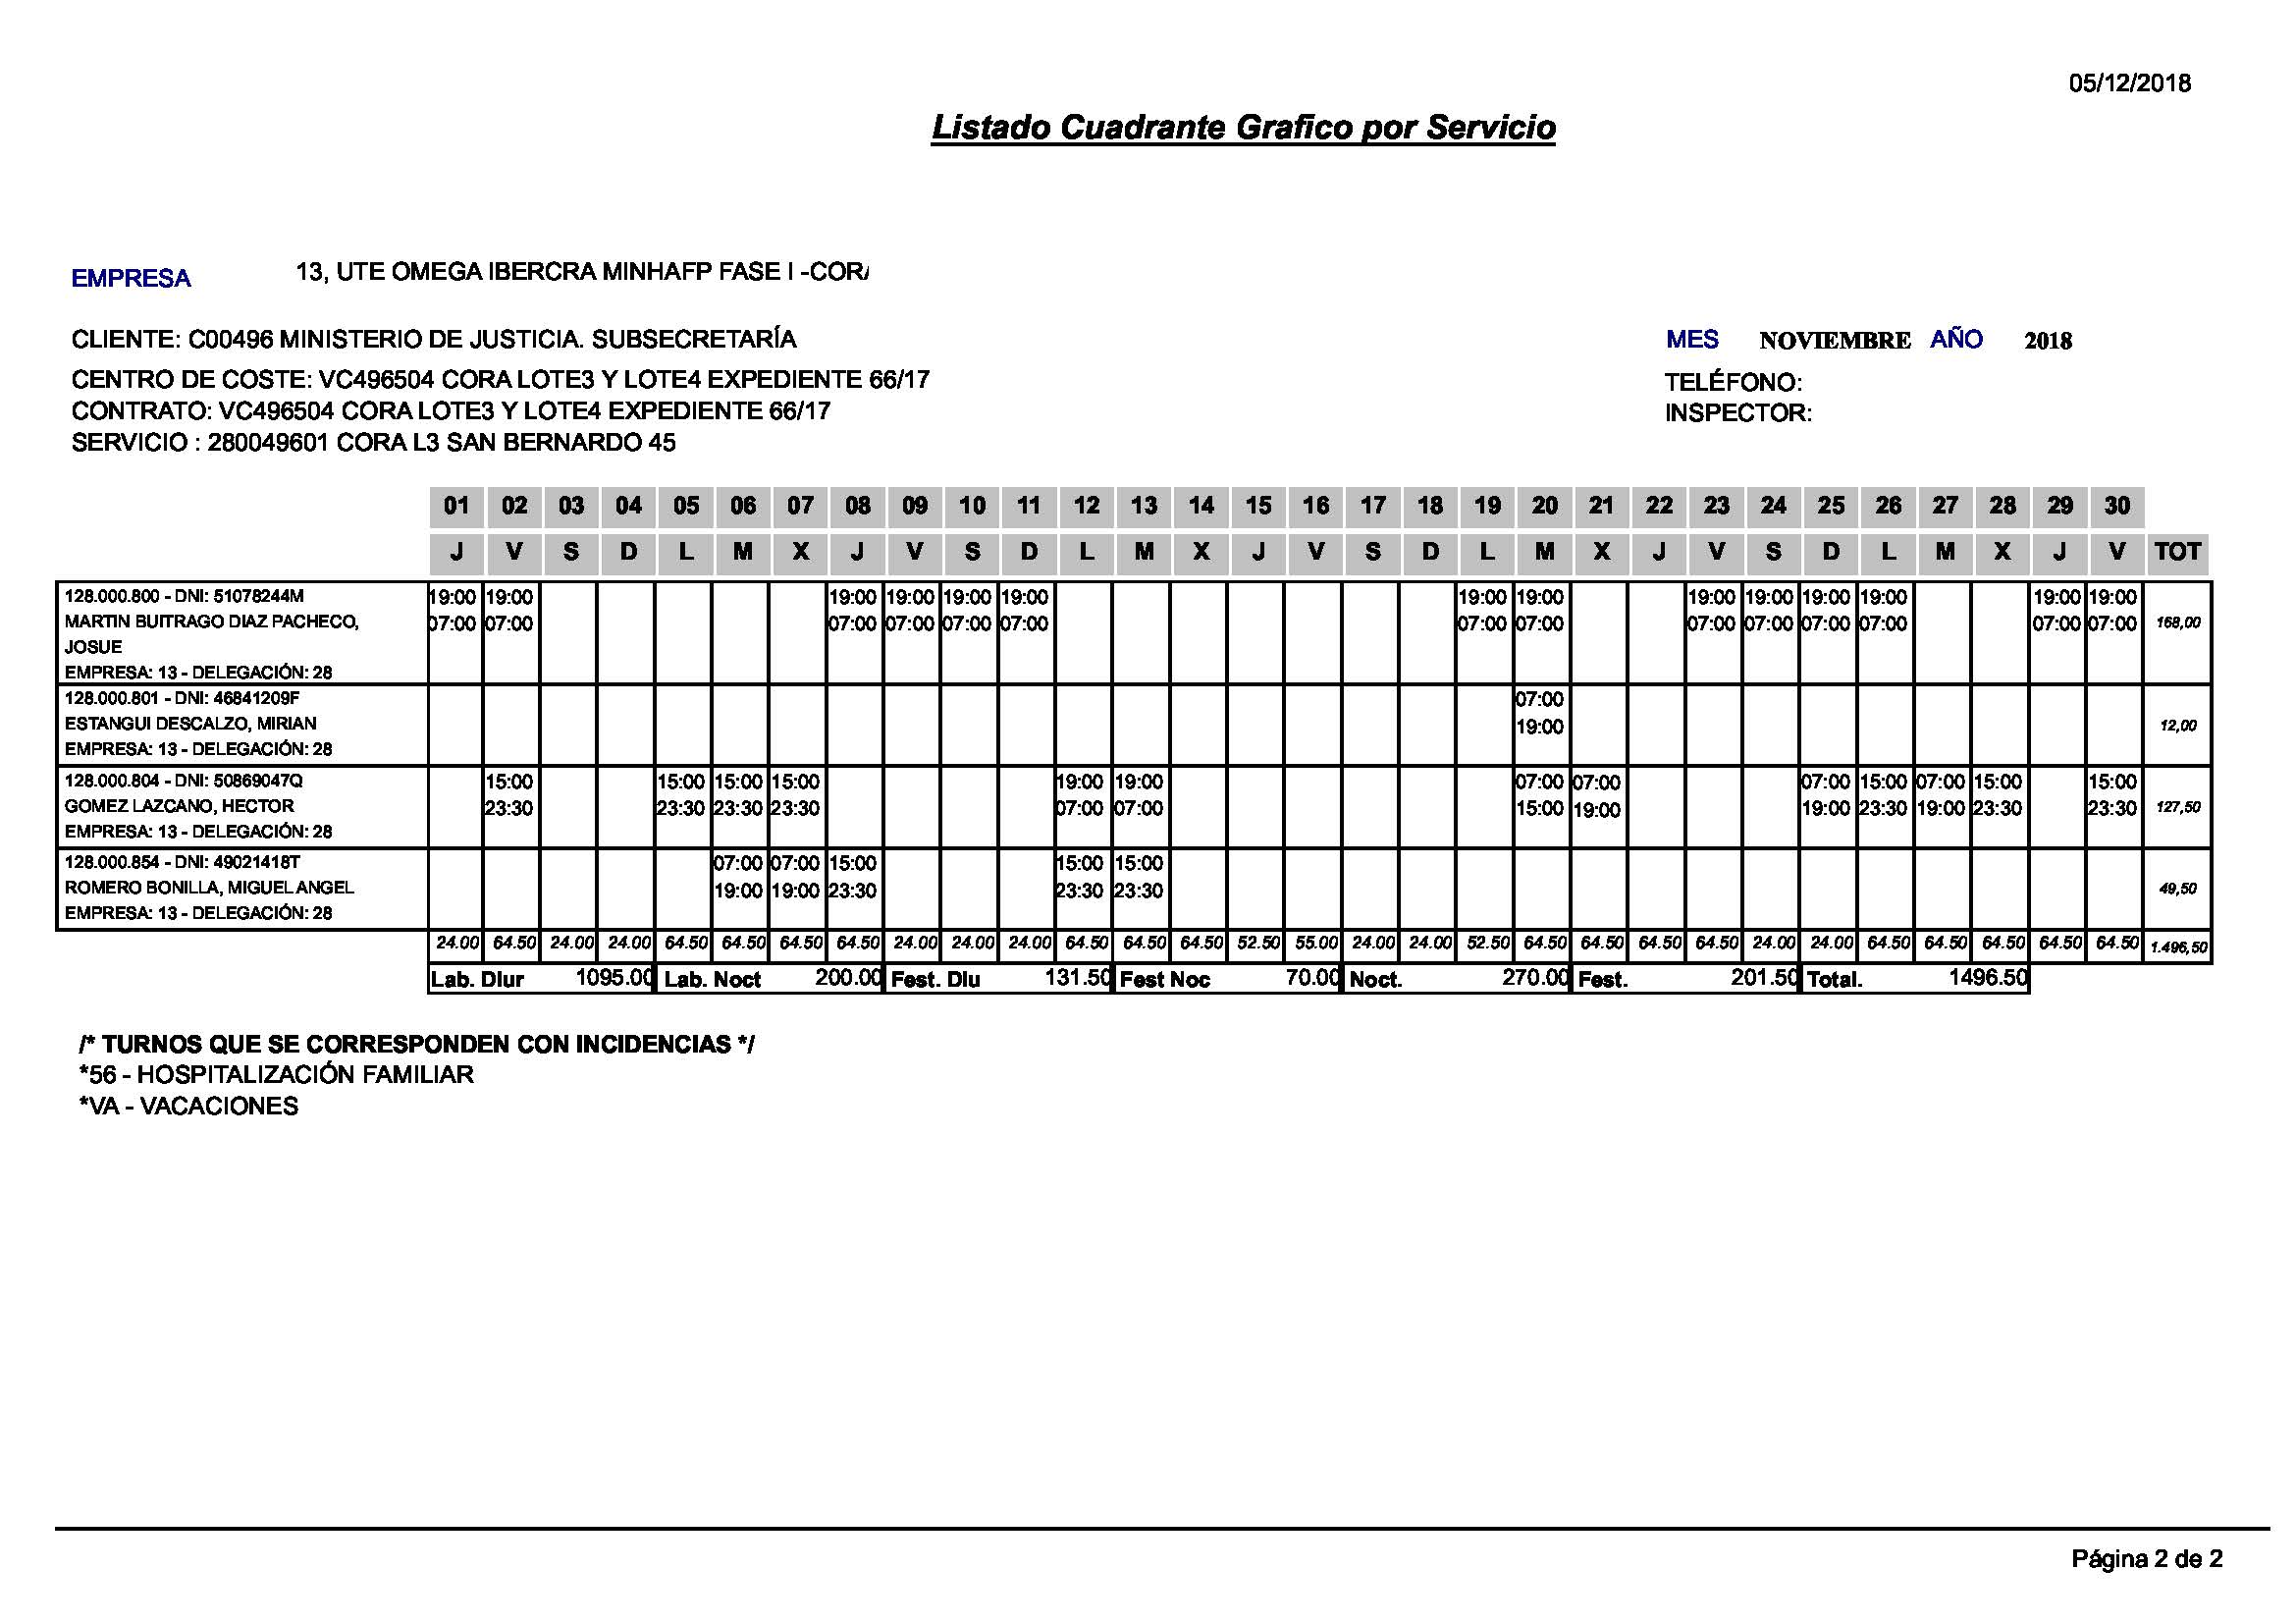 05/12/2018
Listado Cuadrante Grafico por Servicio
EMPRESA 13, UTE OMEGA IBERCRA MINHAFP FASE I -COR
CLIENTE: C00496 MINISTERIO DE JUSTICIA. SUBSECRETARÍA MES NOVIEMBRE AÑO 2018
CENTRO DE COSTE: VC496504 CORA LOTE3 Y LOTE4 EXPEDIENTE 66/17 TELÉFONO:
CONTRATO: VC496504 CORA LOTE3 Y LOTE4 EXPEDIENTE 66/17 INSPECTOR:
SERVICIO : 280049601 CORA L3 SAN BERNARDO 45
01 02 03 04 05 06 07 08 09 10 11 12 13 14 15 16 17 18 19 20 21 22 23 24 25 26 27 28 29 30
J V S D L M X J V S D L M X J V S D L M X J V S D L M X J V TOT
128.000.800 - DNI: 51078244M 19:00 19:00 19:00 19:00 19:00 19:00 19:00 19:00 19:00 19:00 19:00 19:00 19:00 19:00
MARTIN BUITRAGO DIAZ PACHECO, 07:00 07:00 07:00 07:00 07:00 07:00 07:00 07:00 07:00 07:00 07:00 07:00 07:00 07:00 168,00
JOSUE
EMPRESA: 13 - DELEGACIÓN: 28
128.000.801 - DNI: 46841209F 07:00
ESTANGUI DESCALZO, MIRIAN 19:00 12,00
EMPRESA: 13 - DELEGACIÓN: 28
128.000.804 - DNI: 50869047Q 15:00 15:00 15:00 15:00 19:00 19:00 07:00 07:00 07:00 15:00 07:00 15:00 15:00
GOMEZ LAZCANO, HECTOR 23:30 23:30 23:30 23:30 07:00 07:00 15:00 19:00 19:00 23:30 19:00 23:30 23:30 127,50
EMPRESA: 13 - DELEGACIÓN: 28
128.000.854 - DNI: 49021418T 07:00 07:00 15:00 15:00 15:00
ROMERO BONILLA, MIGUEL ANGEL 19:00 19:00 23:30 23:30 23:30 49,50
EMPRESA: 13 - DELEGACIÓN: 28
24.00 64.50 24.00 24.00 64.50 64.50 64.50 64.50 24.00 24.00 24.00 64.50 64.50 64.50 52.50 55.00 24.00 24.00 52.50 64.50 64.50 64.50 64.50 24.00 24.00 64.50 64.50 64.50 64.50 64.50 1.496,50
Lab. Diur 1095.00 Lab. Noct 200.00 Fest. Diu 131.50 Fest Noc 70.00 Noct. 270.00 Fest. 201.50 Total. 1496.50
/* TURNOS QUE SE CORRESPONDEN CON INCIDENCIAS */
*56 - HOSPITALIZACIÓN FAMILIAR
*VA - VACACIONES
Página 2 de 2